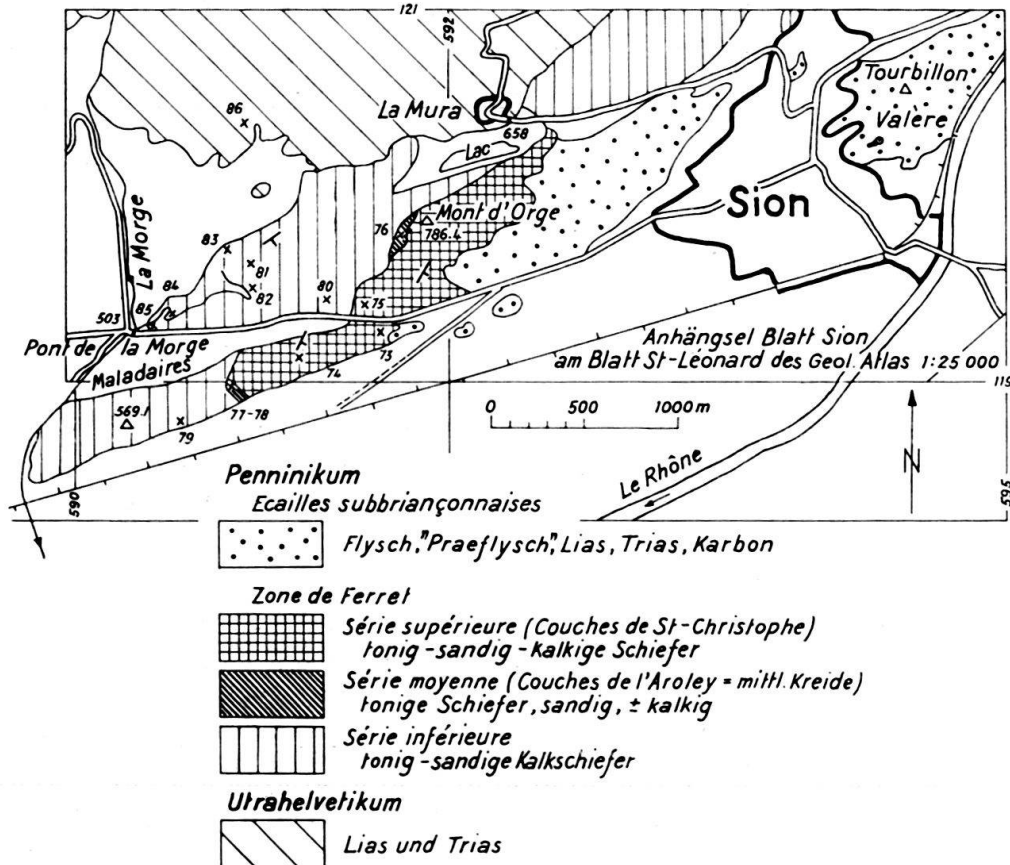 121
592
La Mura
658
Lac
Tourbillon
Valère
Sion
86
Mont d'Orge
786.4
76
La Morge
83
81
82
84
85
80
75
73
74
503
Pont de la Morge
Maladaires
569.1
77-78
79
Anhängsel Blatt Sion
am Blatt St-Léonard des Geol. Atlas 1:25 000
119
0 500 1000 m
N
Le Rhône
590
595
Penninikum
Ecailles subbriançonnaises
Flysch, "Praeflysch", Lias, Trias, Karbon
Zone de Ferret
Série supérieure (Couches de St-Christophe)
tonig-sandig-Kalkige Schiefer
Série moyenne (Couches de l'Aroley = mittl. Kreide)
tonige Schiefer, sandig, ± kalkig
Série inférieure
tonig-sandige Kalkschiefer
Utrahelvetikum
Lias und Trias